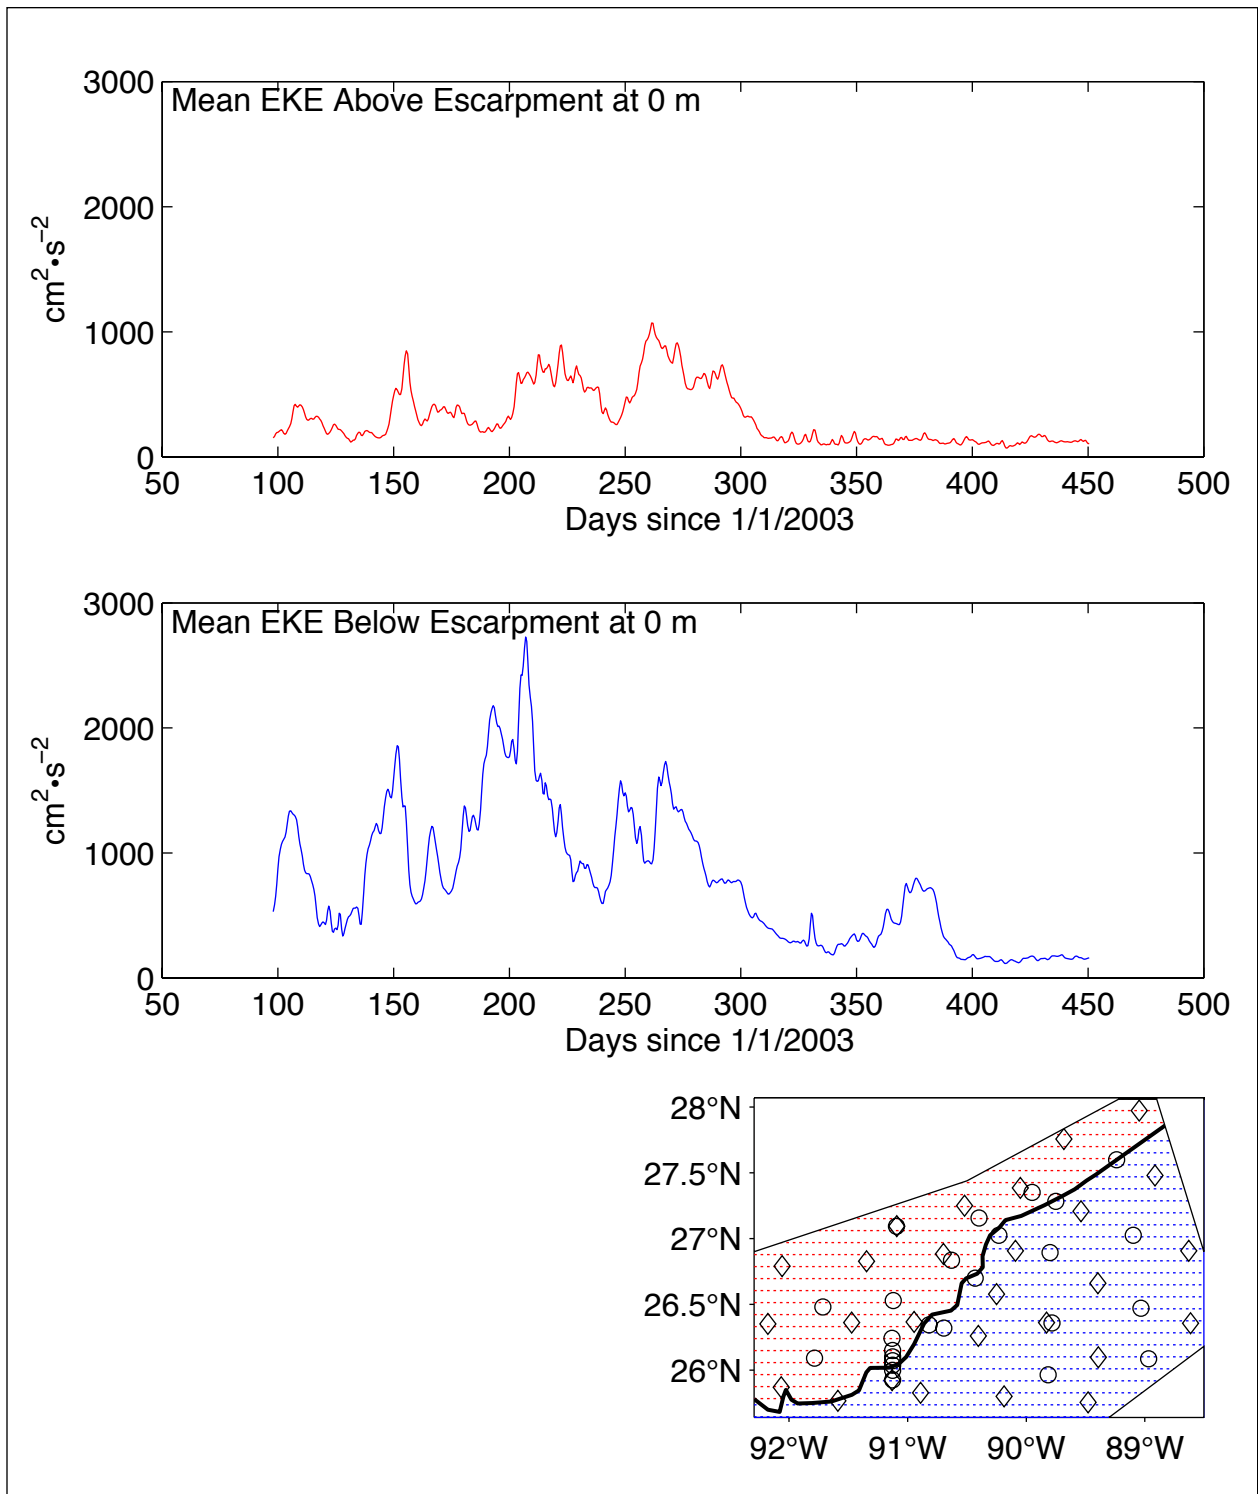 3000
Mean EKE Above Escarpment at 0 m
2000
1000
0
cm²•s⁻²
50 100 150 200 250 300 350 400 450 500
Days since 1/1/2003
3000
Mean EKE Below Escarpment at 0 m
2000
1000
0
cm²•s⁻²
50 100 150 200 250 300 350 400 450 500
Days since 1/1/2003
28°N
27.5°N
27°N
26.5°N
26°N
92°W 91°W 90°W 89°W